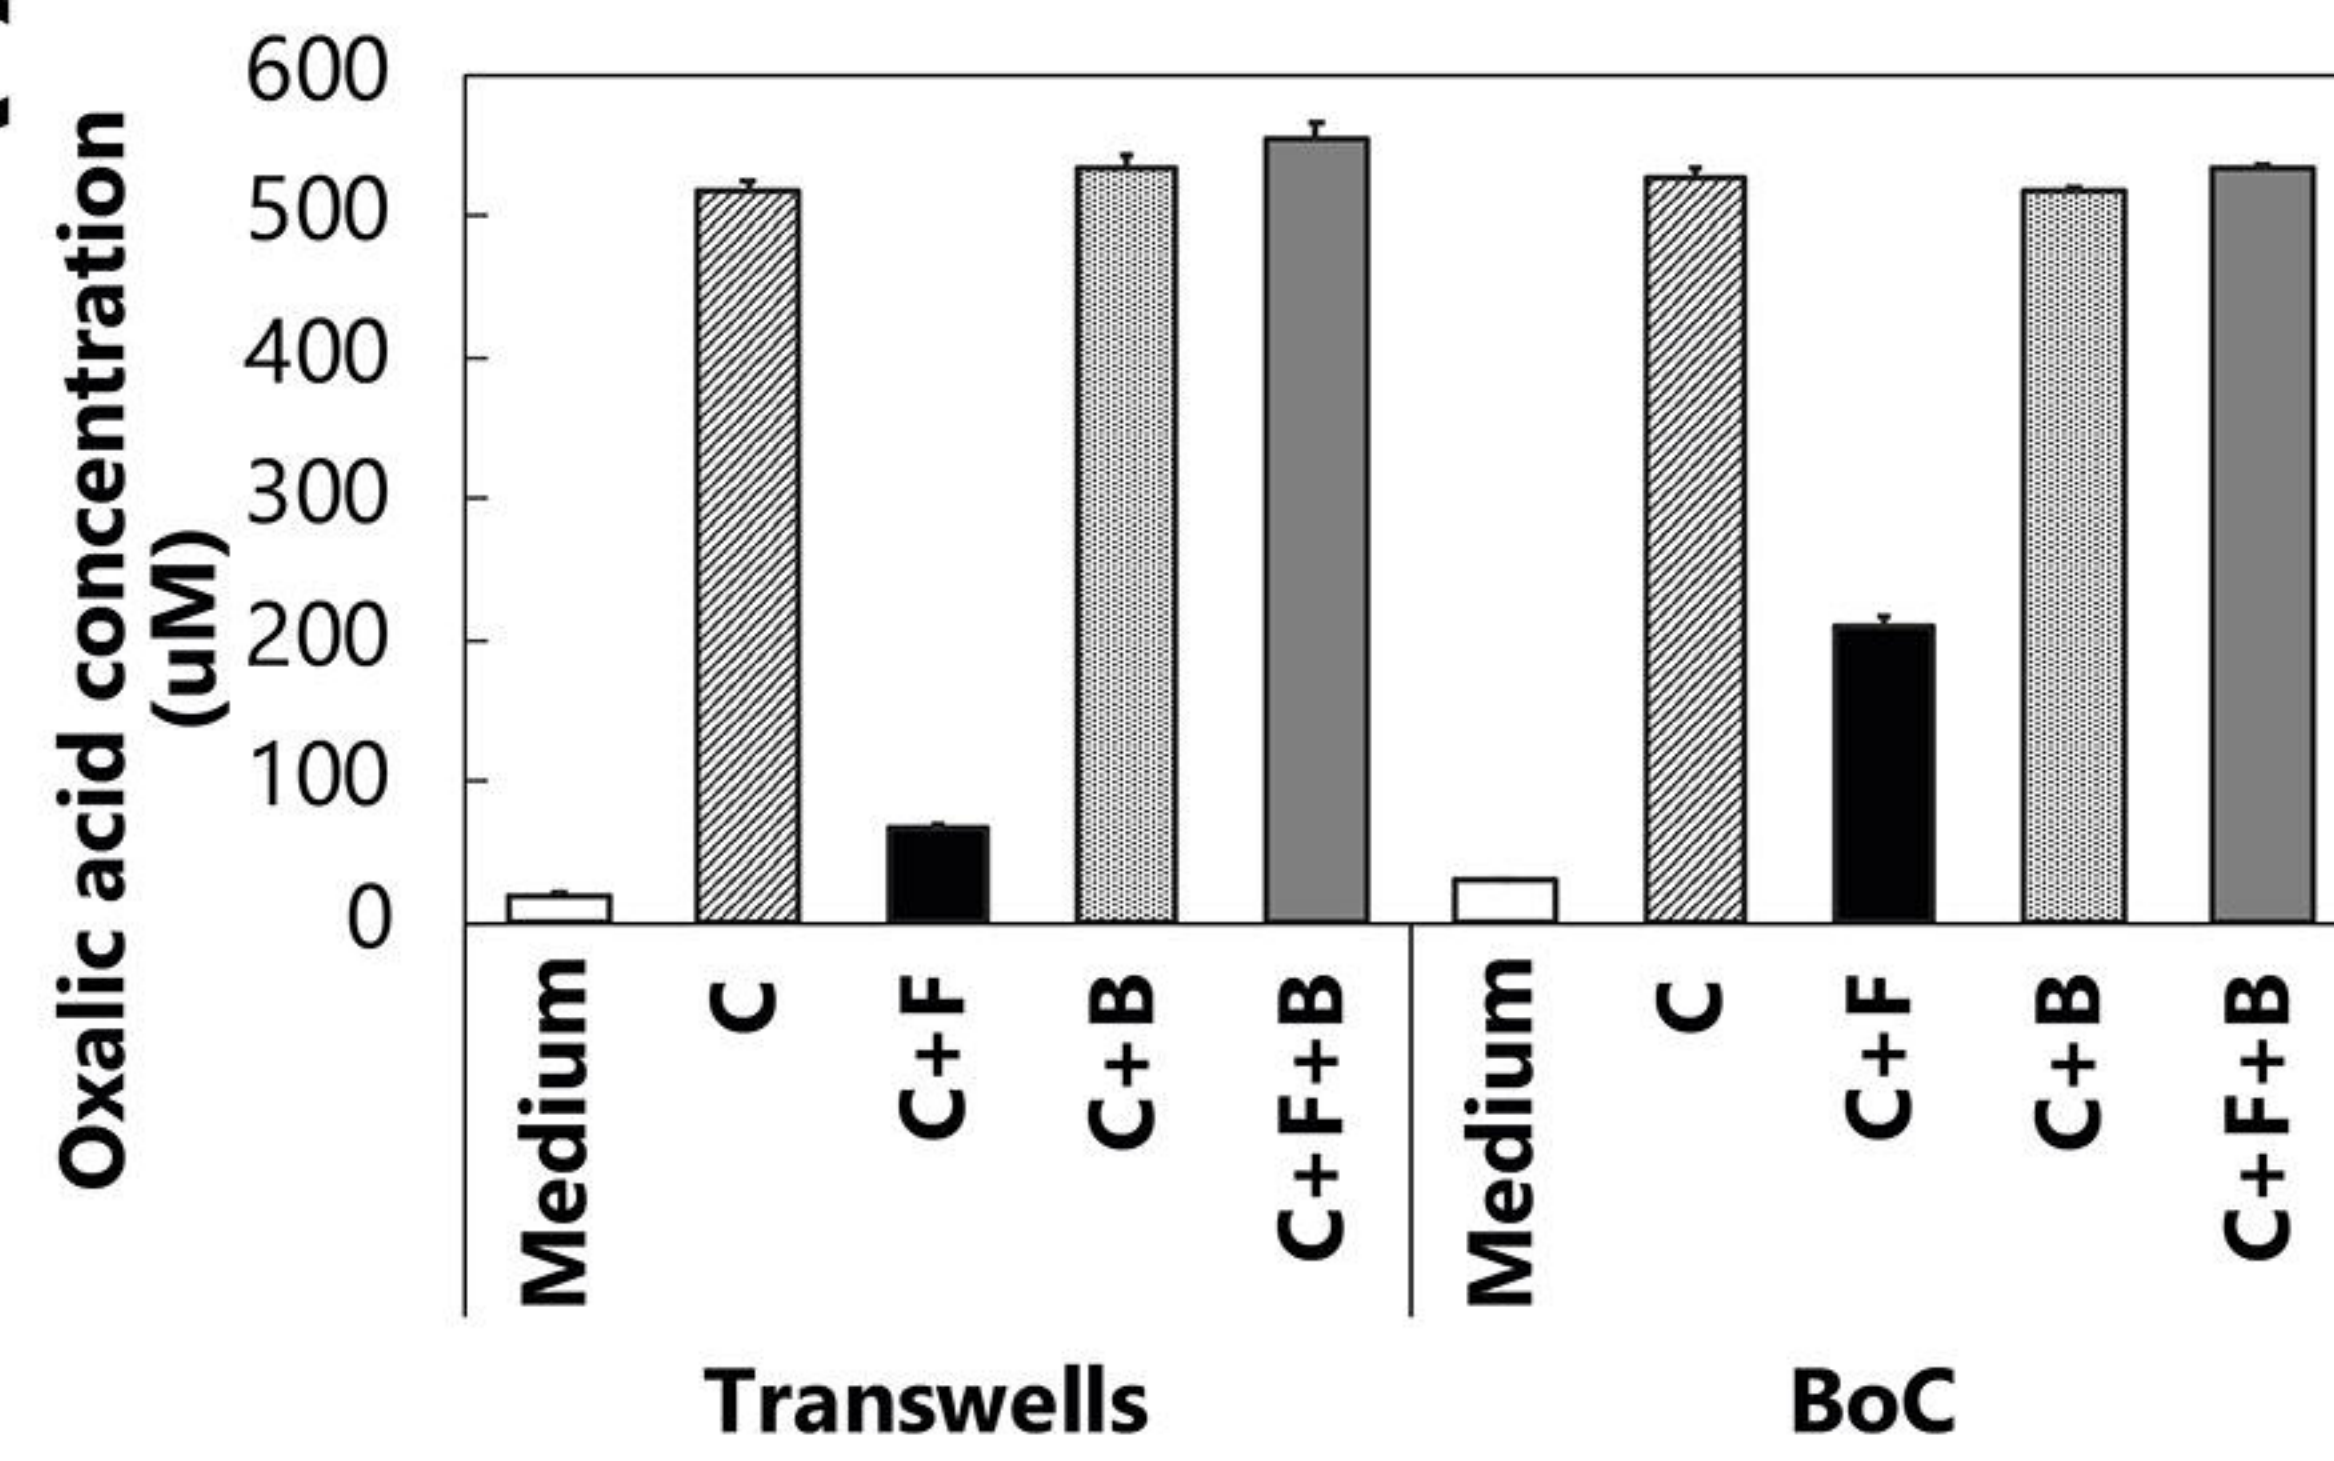 Oxalic acid concentration
(uM)
600
500
400
300
200
100
0
Medium
C
C+F
C+B
C+F+B
Medium
C
C+F
C+B
C+F+B
Transwells
BoC